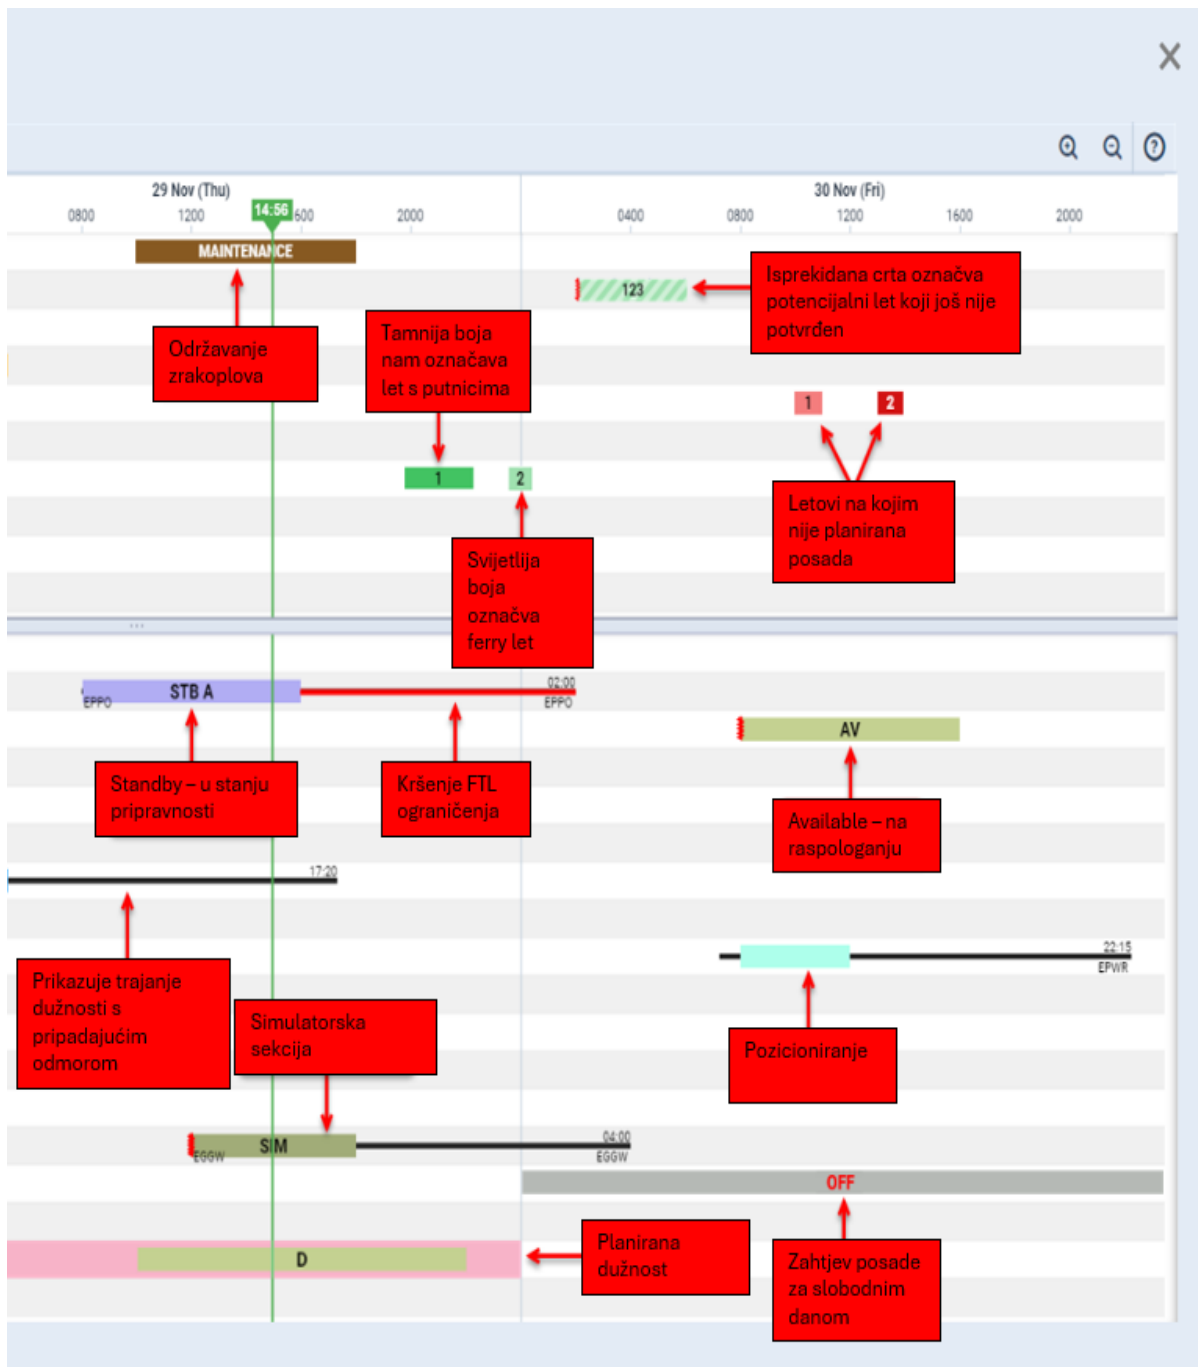 29 Nov (Thu)
30 Nov (Fri)
0800
1200
14:56
600
2000
0400
0800
1200
1600
2000
MAINTENANCE
123
Isprekidana crta označva
potencijalni let koji još nije
potvrđen
Održavanje
zrakoplova
Tamnija boja
nam označava
let s putnicima
1
2
1
2
Letovi na kojim
nije planirana
posada
Svijetlija
boja
označva
ferry let
STB A
EPPO
02:00
EPPO
AV
Standby – u stanju
pripravnosti
Kršenje FTL
ograničenja
Available – na
raspologanju
17:20
22:15
EPWR
Prikazuje trajanje
dužnosti s
pripadajućim
odmorom
Simulatorska
sekcija
Pozicioniranje
SIM
EGGW
04:00
EGGW
OFF
D
Planirana
dužnost
Zahtjev posade
za slobodnim
danom